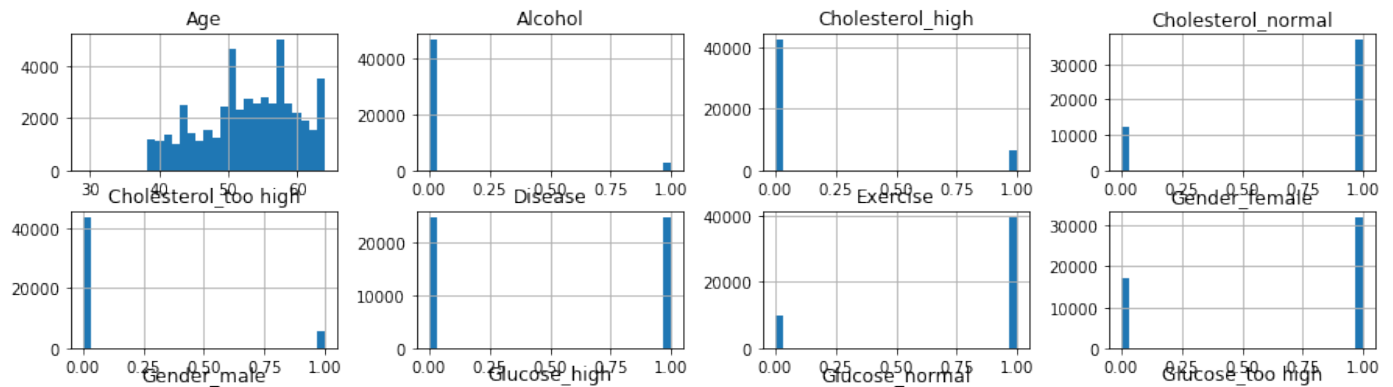 Age Alcohol Cholesterol_high Cholesterol_normal
4000
2000
0
30 40 50 60
40000
20000
0
0.00 0.25 0.50 0.75 1.00
40000
20000
0
0.00 0.25 0.50 0.75 1.00
30000
20000
10000
0
0.00 0.25 0.50 0.75 1.00
Cholesterol_too high Disease Exercise Gender_female
40000
20000
0
0.00 0.25 0.50 0.75 1.00
20000
10000
0
0.00 0.25 0.50 0.75 1.00
40000
20000
0
0.00 0.25 0.50 0.75 1.00
30000
20000
10000
0
0.00 0.25 0.50 0.75 1.00
Gender_male Glucose_high Glucose_normal Glucose_too high